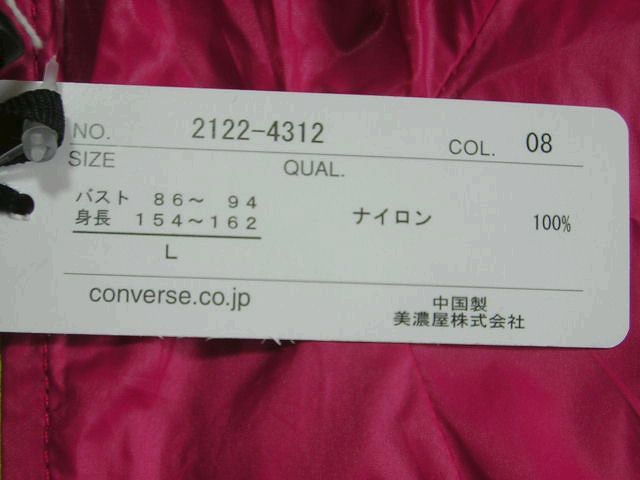 NO. 2122-4312 COL. 08
SIZE QUAL.
バスト 86～ 94
身長 154～162 ナイロン 100%
L
converse.co.jp 中国製
美濃屋株式会社